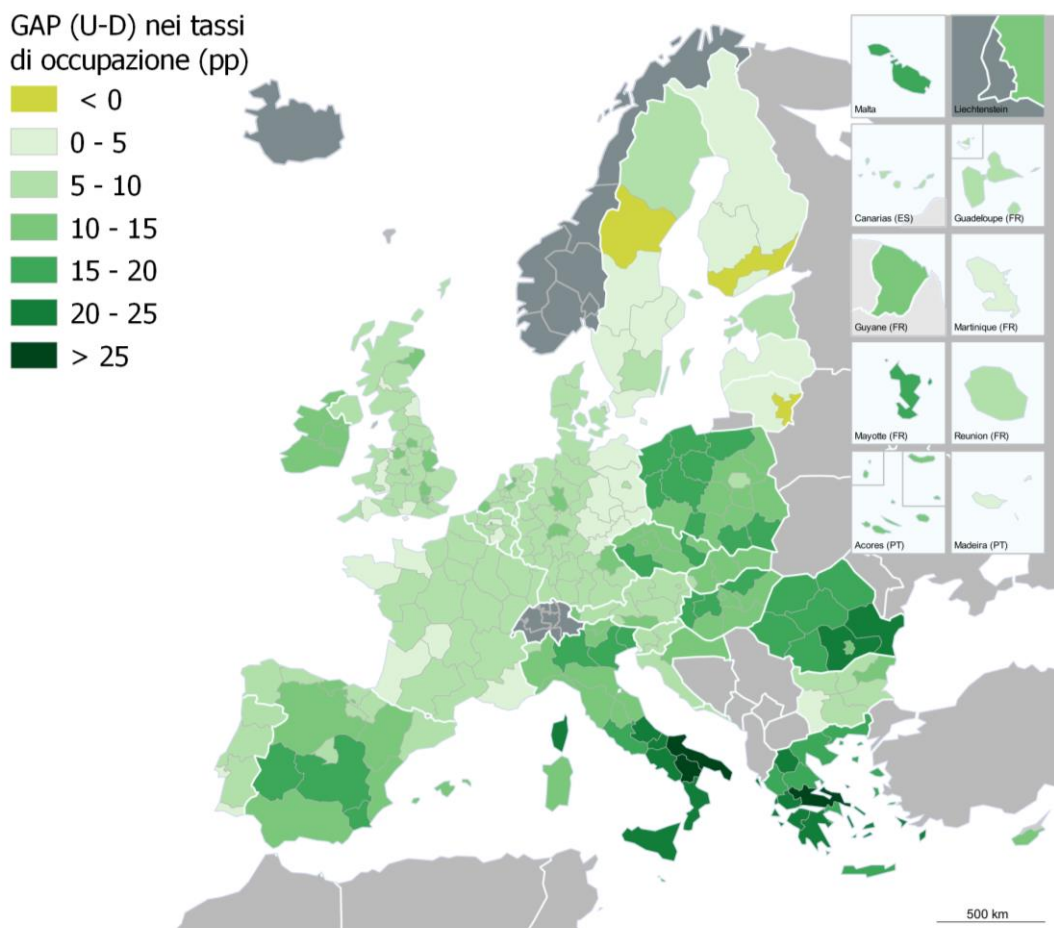 GAP (U-D) nei tassi
di occupazione (pp)
< 0
0 - 5
5 - 10
10 - 15
15 - 20
20 - 25
> 25
Malta
Liechtenstein
Canarias (ES)
Guadeloupe (FR)
Guyane (FR)
Martinique (FR)
Mayotte (FR)
Reunion (FR)
Acores (PT)
Madeira (PT)
500 km